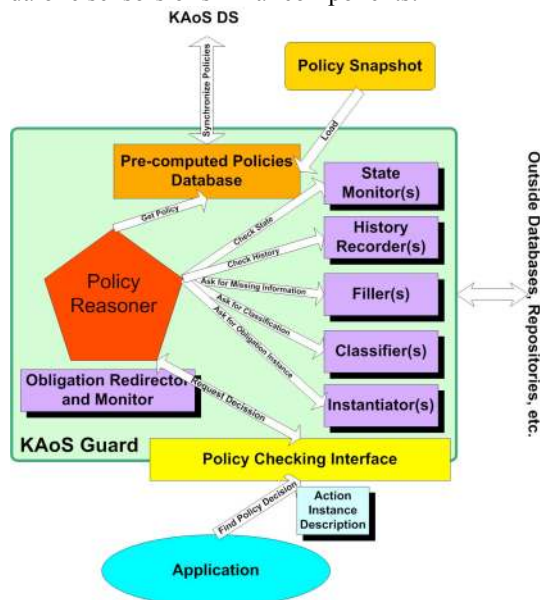 KAoS DS
Synchronize Policies
Policy Snapshot
Load
Pre-computed Policies
Database
State
Monitor(s)
Get Policy
Check State
History
Recorder(s)
Check History
Policy
Reasoner
Ask for Missing Information
Filler(s)
Ask for Classification
Classifier(s)
Ask for Obligation Instance
Instantiator(s)
Outside Databases, Repositories, etc.
Obligation Redirector
and Monitor
Request Decission
KAoS Guard
Policy Checking Interface
Find Policy Decision
Action
Instance
Description
Application